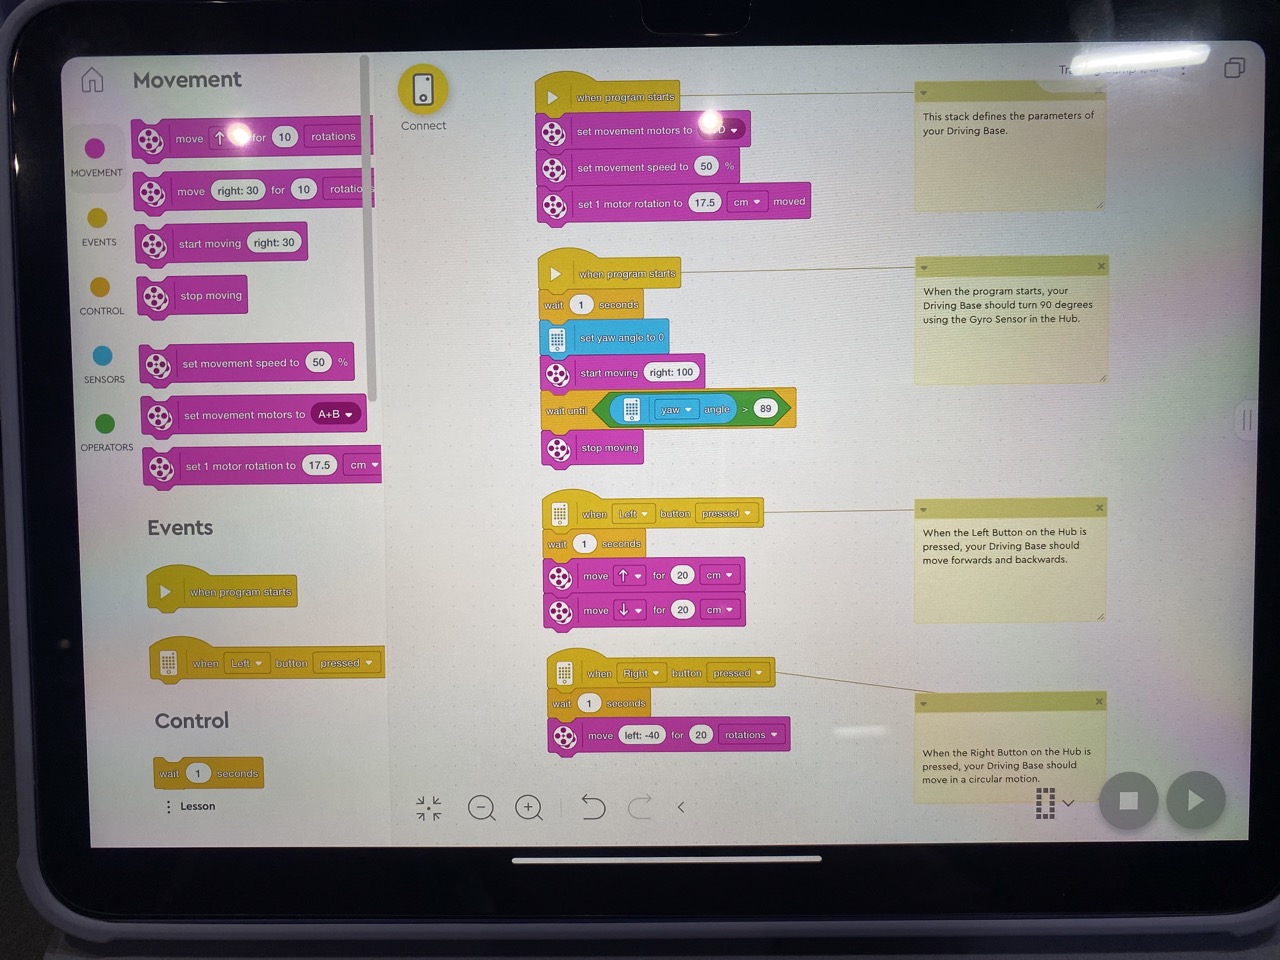 Movement
move for 10 rotations
move right: 30 for 10
start moving right: 30
stop moving
set movement speed to 50 %
set movement motors to A+B
set 1 motor rotation to 17.5 cm
MOVEMENT
EVENTS
CONTROL
SENSORS
OPERATORS
Events
when program starts
when Left button pressed
Control
wait 1 seconds
Lesson
Connect
when program starts
set movement motors to
set movement speed to 50 %
set 1 motor rotation to 17.5 cm moved
This stack defines the parameters of
your Driving Base.
when program starts
wait 1 seconds
set yaw angle to 0
start moving right: 100
wait until yaw angle > 89
stop moving
When the program starts, your
Driving Base should turn 90 degrees
using the Gyro Sensor in the Hub.
when Left button pressed
wait 1 seconds
move for 20 cm
move for 20 cm
When the Left Button on the Hub is
pressed, your Driving Base should
move forwards and backwards.
when Right button pressed
wait 1 seconds
move left: -40 for 20 rotations
When the Right Button on the Hub is
pressed, your Driving Base should
move in a circular motion.